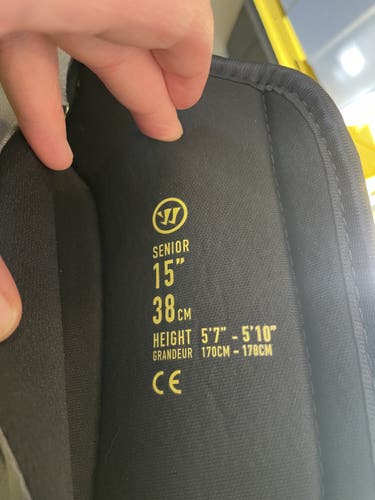 SENIOR
15"
38CM
HEIGHT 5'7" - 5'10"
GRANDEUR 170CM - 178CM
CE